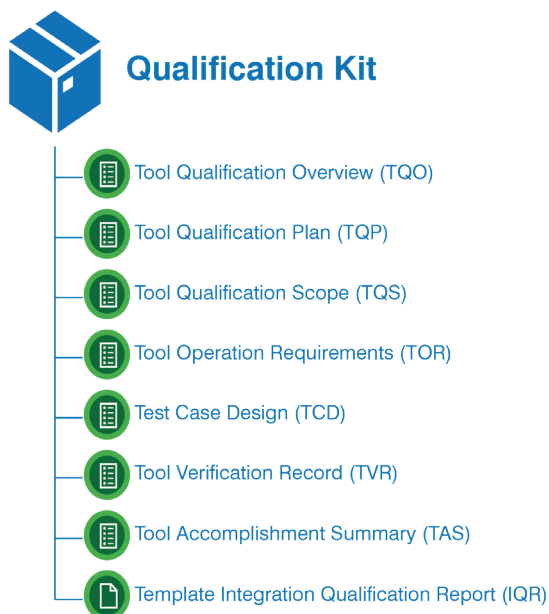 Qualification Kit
Tool Qualification Overview (TQO)
Tool Qualification Plan (TQP)
Tool Qualification Scope (TQS)
Tool Operation Requirements (TOR)
Test Case Design (TCD)
Tool Verification Record (TVR)
Tool Accomplishment Summary (TAS)
Template Integration Qualification Report (IQR)